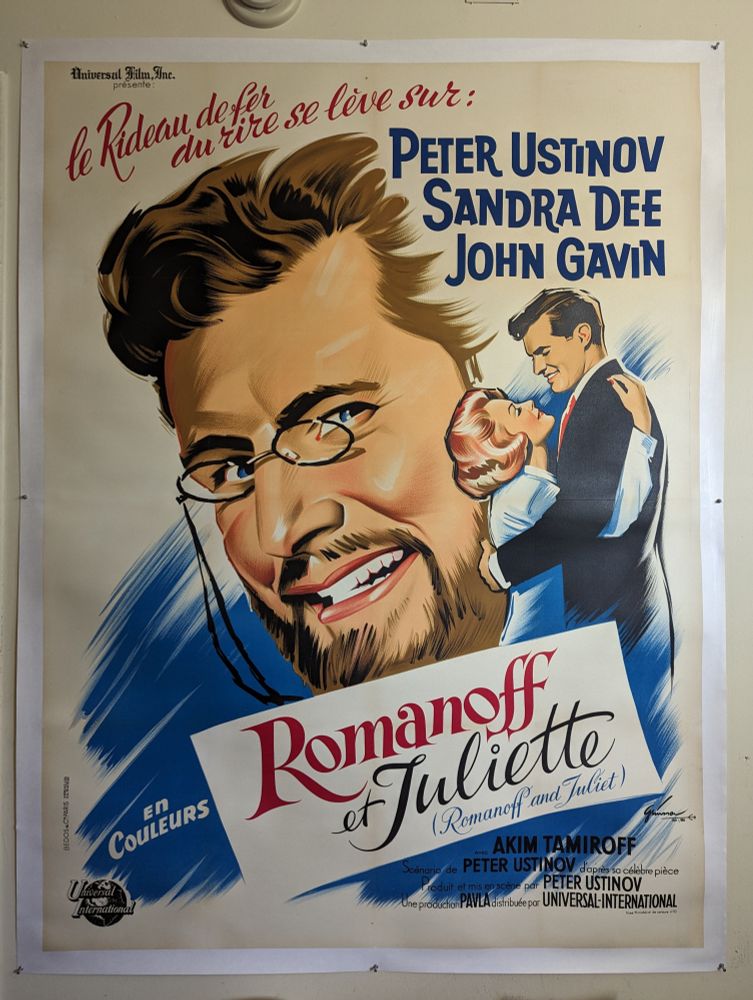 Universal Film, Inc.
présente :
le Rideau de fer
du rire se lève sur :
PETER USTINOV
SANDRA DEE
JOHN GAVIN
Romanoff
et Juliette
(Romanoff and Juliet)
EN
COULEURS
AVEC AKIM TAMIROFF
Scénario de PETER USTINOV d'après sa célèbre pièce
Produit et mis en scène par PETER USTINOV
Une production PAVLA distribuée par UNIVERSAL-INTERNATIONAL
Universal
International